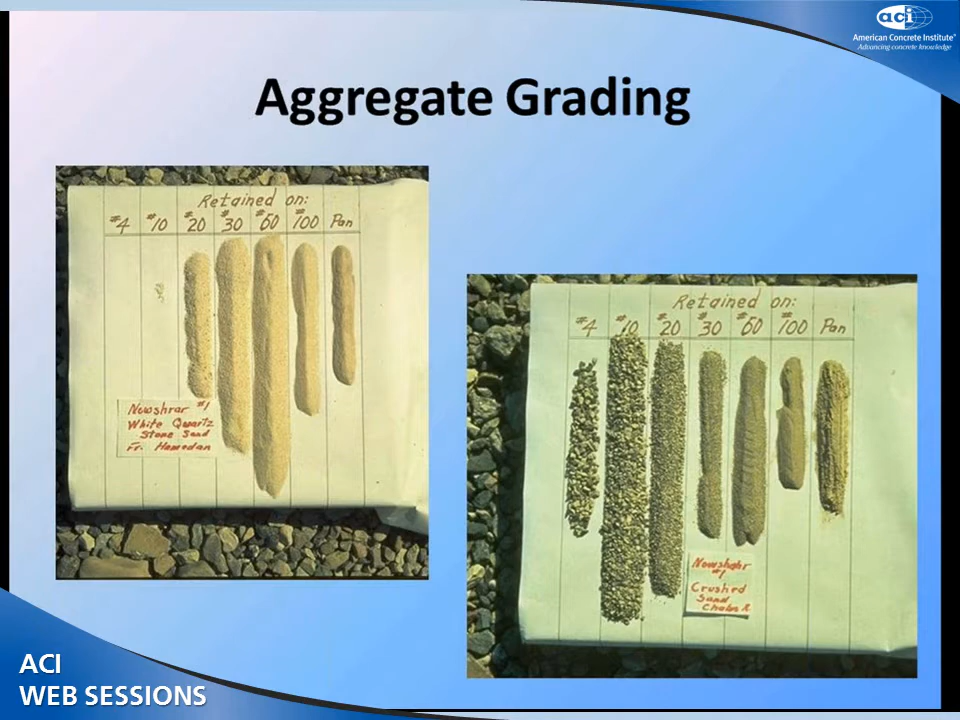 aci
American Concrete Institute®
Advancing concrete knowledge
Aggregate Grading
Retained on:
#4 #10 #20 #30 #60 #100 Pan
Nowshrar #1
White Quartz
Stone Sand
Fr. Hamedan
Retained on:
#4 #10 #20 #30 #60 #100 Pan
Nowshahr
#1
Crushed
Sand
ACI
WEB SESSIONS